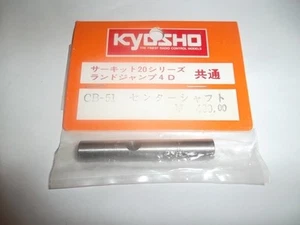 KYOSHO
THE FINEST RADIO CONTROL MODELS
サーキット20シリーズ
ランドジャンプ4D 共通
CB-51 センターシャフト